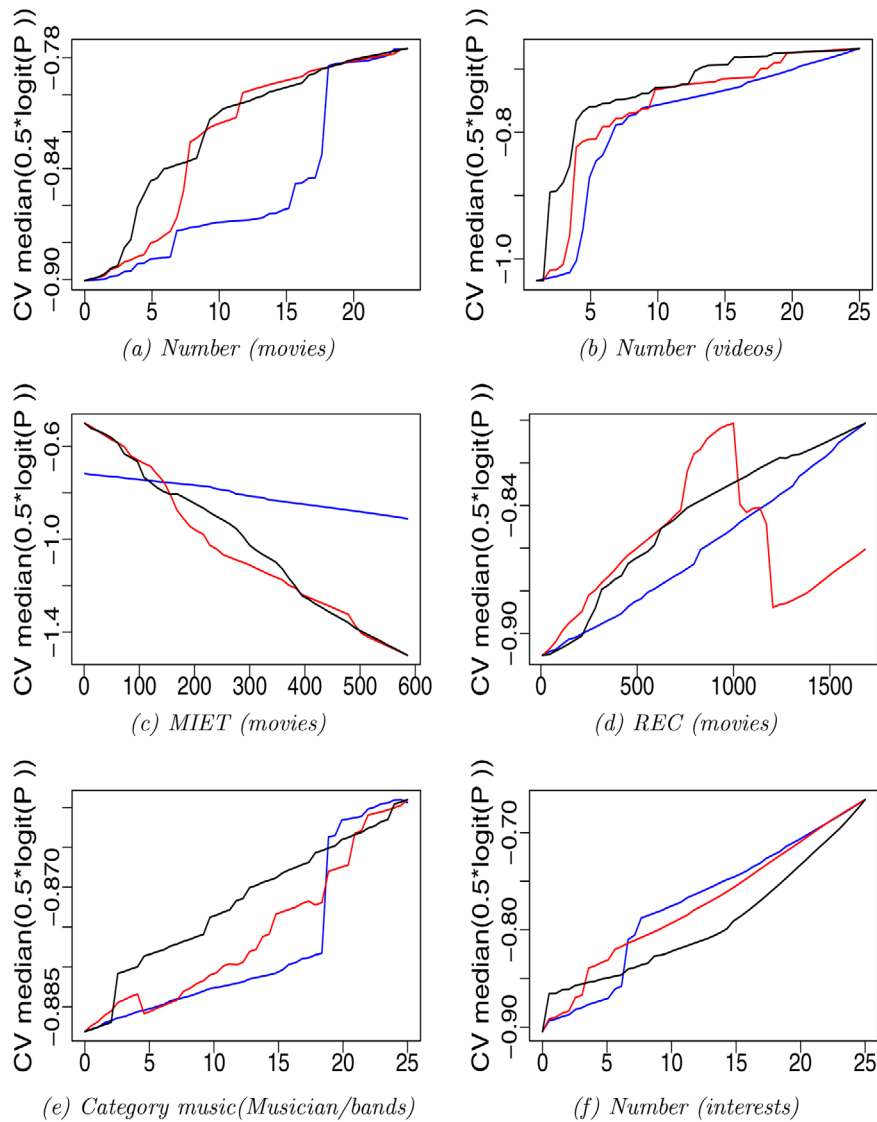 CV median(0.5*logit(P ))
−0.78
−0.84
−0.90
0 5 10 15 20
(a) Number (movies)
CV median(0.5*logit(P ))
−0.8
−1.0
5 10 15 20 25
(b) Number (videos)
CV median(0.5*logit(P ))
−0.6
−1.0
−1.4
0 100 200 300 400 500 600
(c) MIET (movies)
CV median(0.5*logit(P ))
−0.84
−0.90
0 500 1000 1500
(d) REC (movies)
CV median(0.5*logit(P ))
−0.870
−0.885
0 5 10 15 20 25
(e) Category music(Musician/bands)
CV median(0.5*logit(P ))
−0.70
−0.80
−0.90
0 5 10 15 20 25
(f) Number (interests)